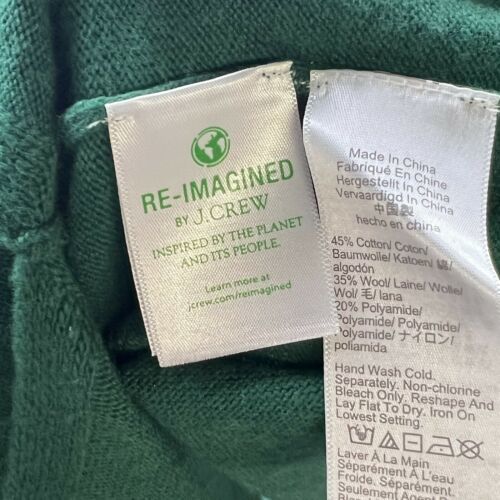 RE-IMAGINED
BY J.CREW
INSPIRED BY THE PLANET
AND ITS PEOPLE.
Learn more at
jcrew.com/reimagined
Made In China
Fabriqué En Chine
Hergestellt In China
Vervaardigd In China
中国製
hecho en china
45% Cotton/ Coton/
Baumwolle/ Katoen/ 綿/
algodón
35% Wool/ Laine/ Wolle/
Wol/ 毛/ lana
20% Polyamide/
Polyamide/ Polyamid/
Polyamide/ ナイロン/
poliamida
Hand Wash Cold.
Separately. Non-chlorine
Bleach Only. Reshape And
Lay Flat To Dry. Iron On
Lowest Setting.
Laver À La Main
Séparément À L'eau
Froide. Séparément.
Seulement Agent